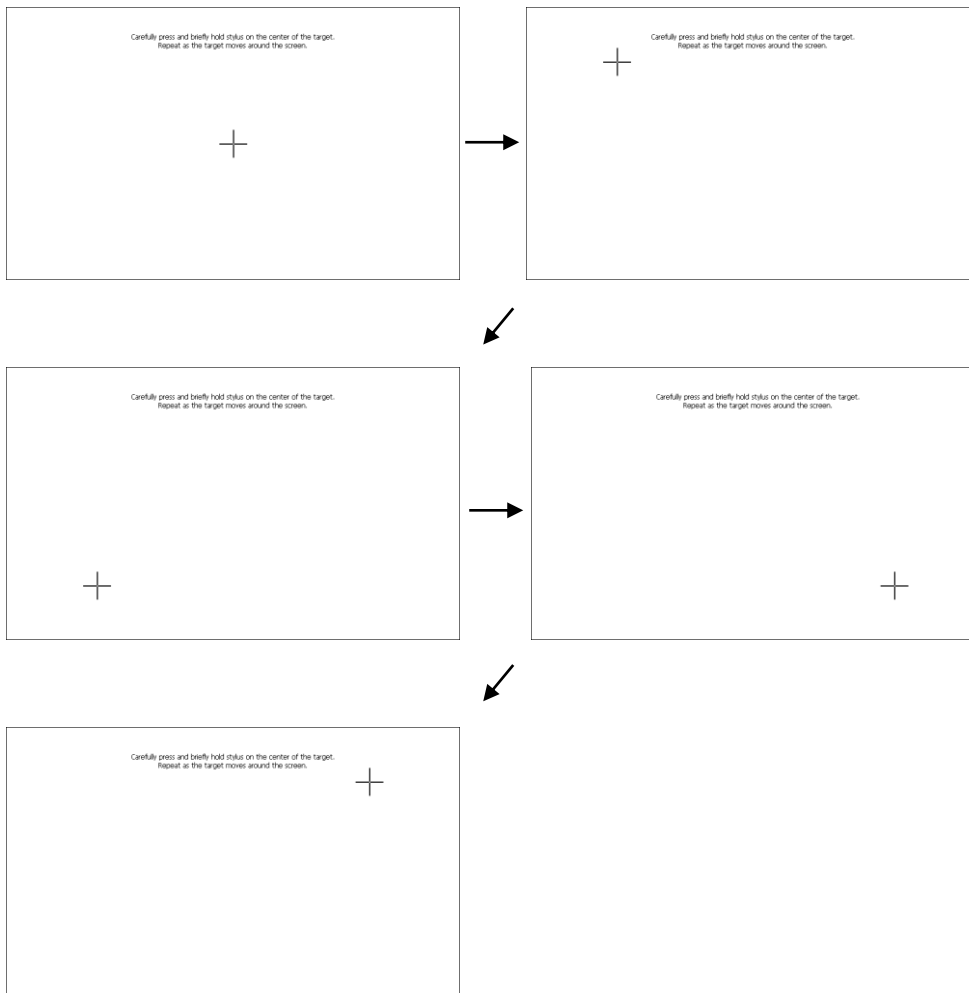 Carefully press and briefly hold stylus on the center of the target.
Repeat as the target moves around the screen.
Carefully press and briefly hold stylus on the center of the target.
Repeat as the target moves around the screen.
Carefully press and briefly hold stylus on the center of the target.
Repeat as the target moves around the screen.
Carefully press and briefly hold stylus on the center of the target.
Repeat as the target moves around the screen.
Carefully press and briefly hold stylus on the center of the target.
Repeat as the target moves around the screen.